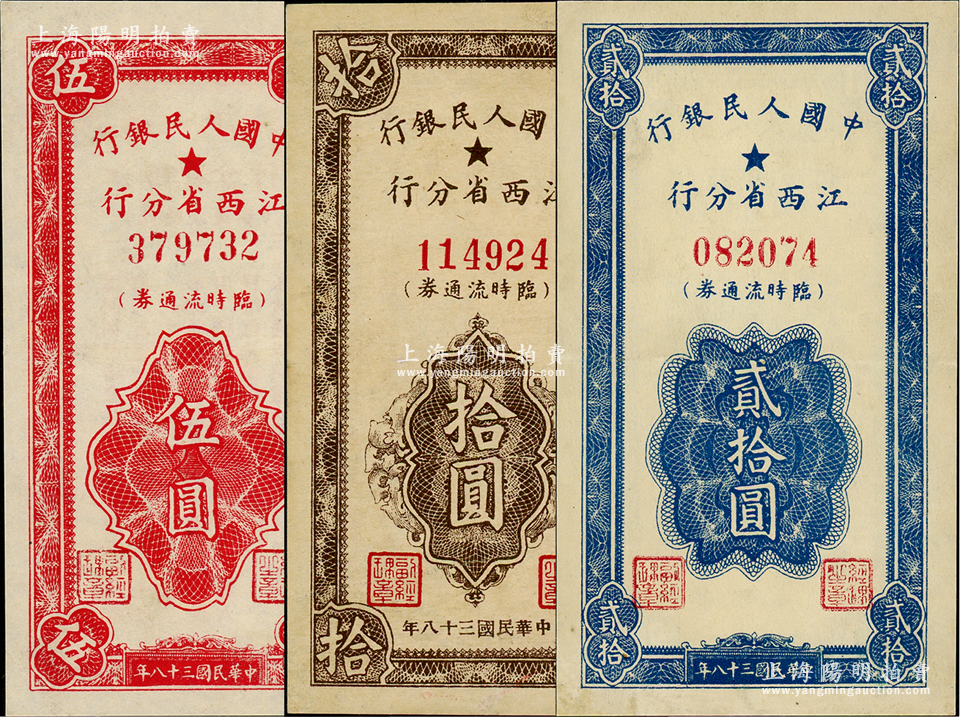 上海陽明拍賣
www.yangmingauction.com
伍
中國人民銀行
江西省分行
379732
(臨時流通券)
伍圓
伍
中華民國三十八年
拾
中國人民銀行
江西省分行
114924
(臨時流通券)
上海陽明拍賣
www.yangmingauction.com
拾圓
拾
中華民國三十八年
貳拾
貳拾
中國人民銀行
江西省分行
082074
(臨時流通券)
貳拾圓
貳拾
貳拾
中華民國三十八年
上海陽明拍賣
www.yangmingauction.com